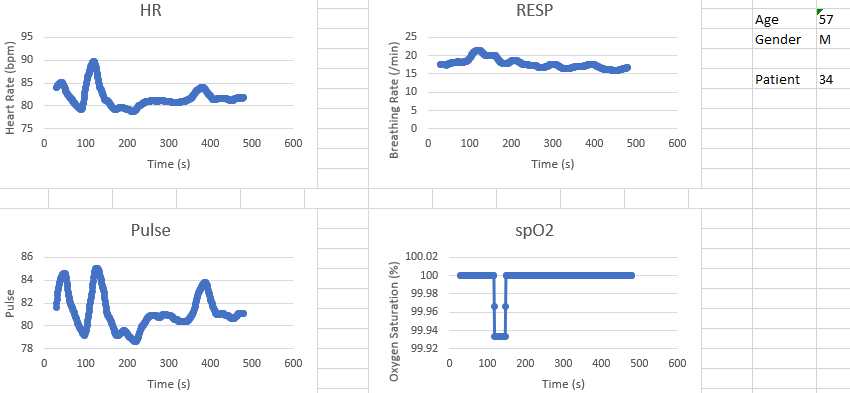 HR
95
90
85
80
75
Heart Rate (bpm)
0 100 200 300 400 500 600
Time (s)
RESP
25
20
15
10
5
0
Breathing Rate (/min)
0 100 200 300 400 500 600
Time (s)
Age 57
Gender M
Patient 34
Pulse
86
84
82
80
78
Pulse
0 100 200 300 400 500 600
Time (s)
spO2
100.02
100
99.98
99.96
99.94
99.92
Oxygen Saturation (%)
0 100 200 300 400 500 600
Time (s)